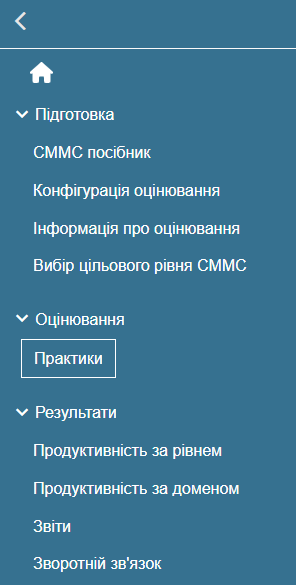 Підготовка
CMMC посібник
Конфігурація оцінювання
Інформація про оцінювання
Вибір цільового рівня CMMC
Оцінювання
Практики
Результати
Продуктивність за рівнем
Продуктивність за доменом
Звіти
Зворотній зв'язок